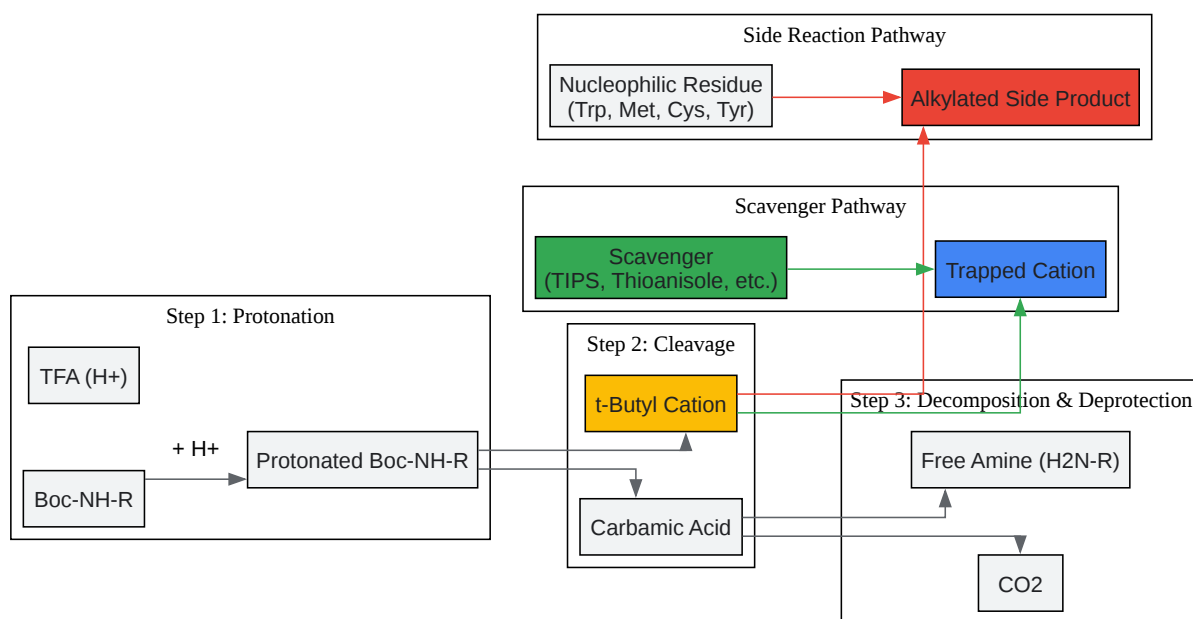 Side Reaction Pathway
Nucleophilic Residue
(Trp, Met, Cys, Tyr)
Alkylated Side Product
Scavenger Pathway
Scavenger
(TIPS, Thioanisole, etc.)
Trapped Cation
Step 1: Protonation
TFA (H+)
+ H+
Boc-NH-R
Protonated Boc-NH-R
Step 2: Cleavage
t-Butyl Cation
Carbamic Acid
Step 3: Decomposition & Deprotection
Free Amine (H2N-R)
CO2